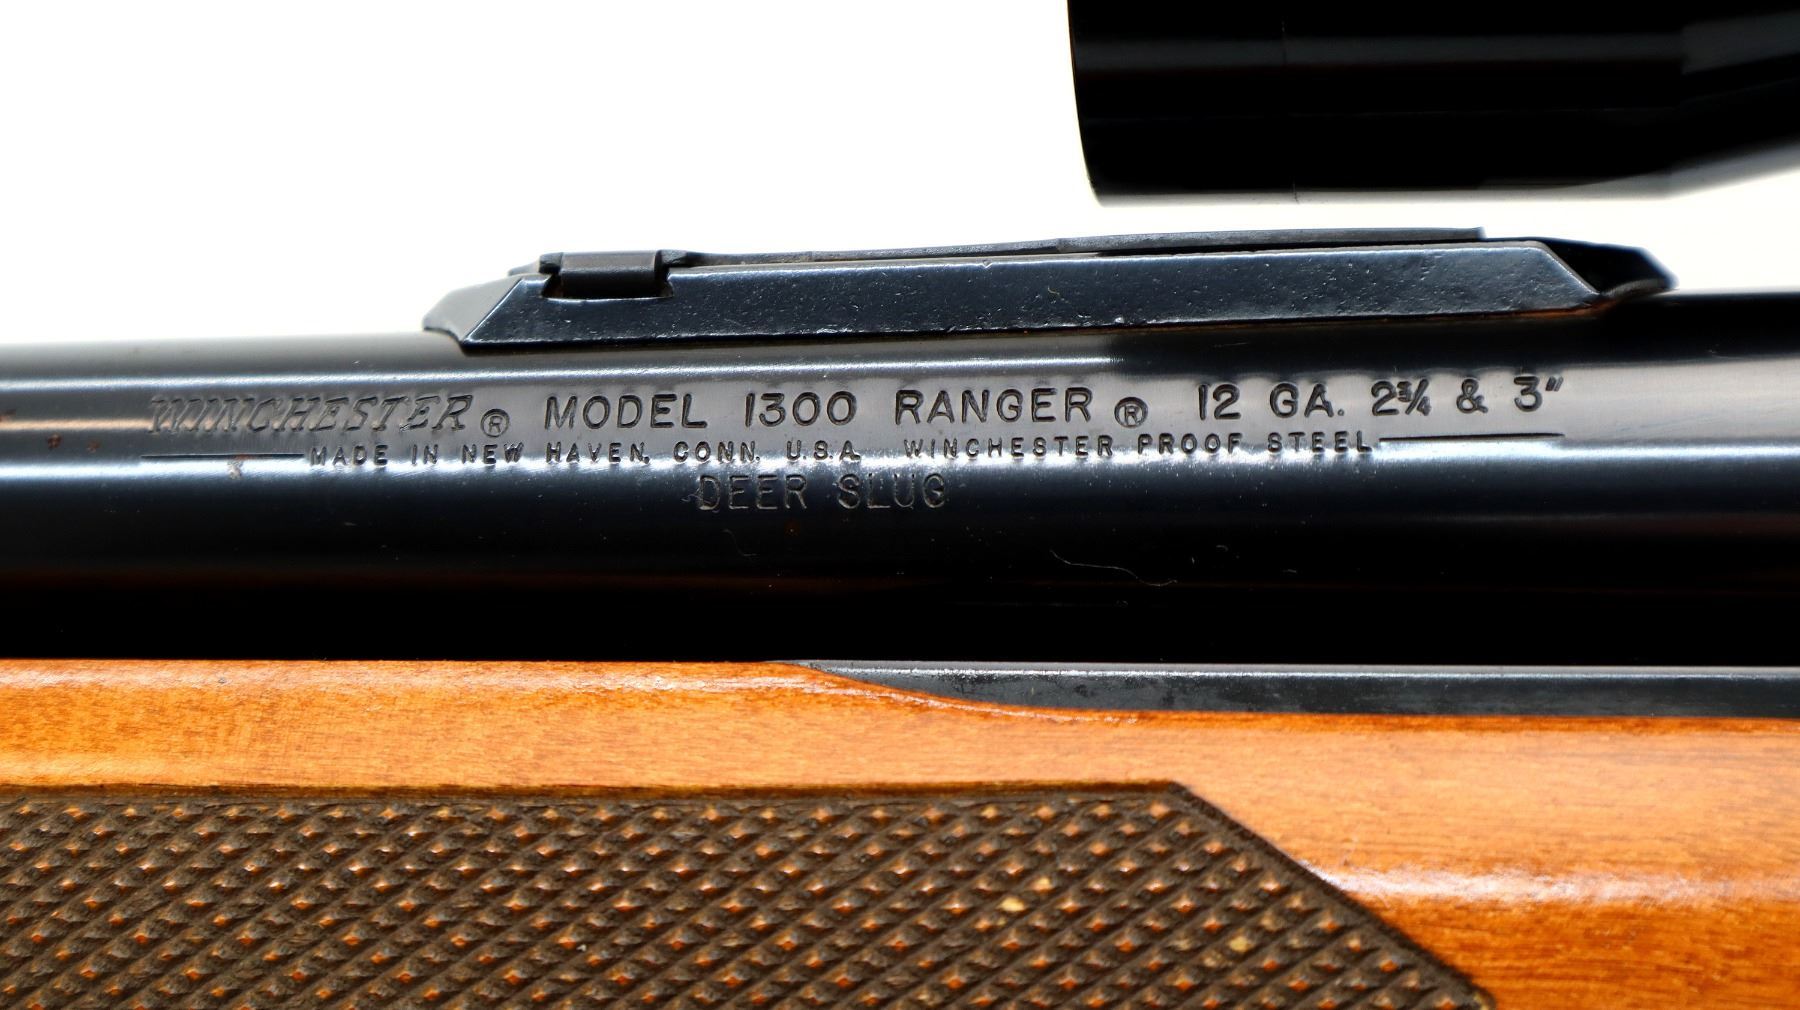 WINCHESTER® MODEL 1300 RANGER® 12 GA. 2¾ & 3"
MADE IN NEW HAVEN, CONN. U.S.A. WINCHESTER PROOF STEEL
DEER SLUG